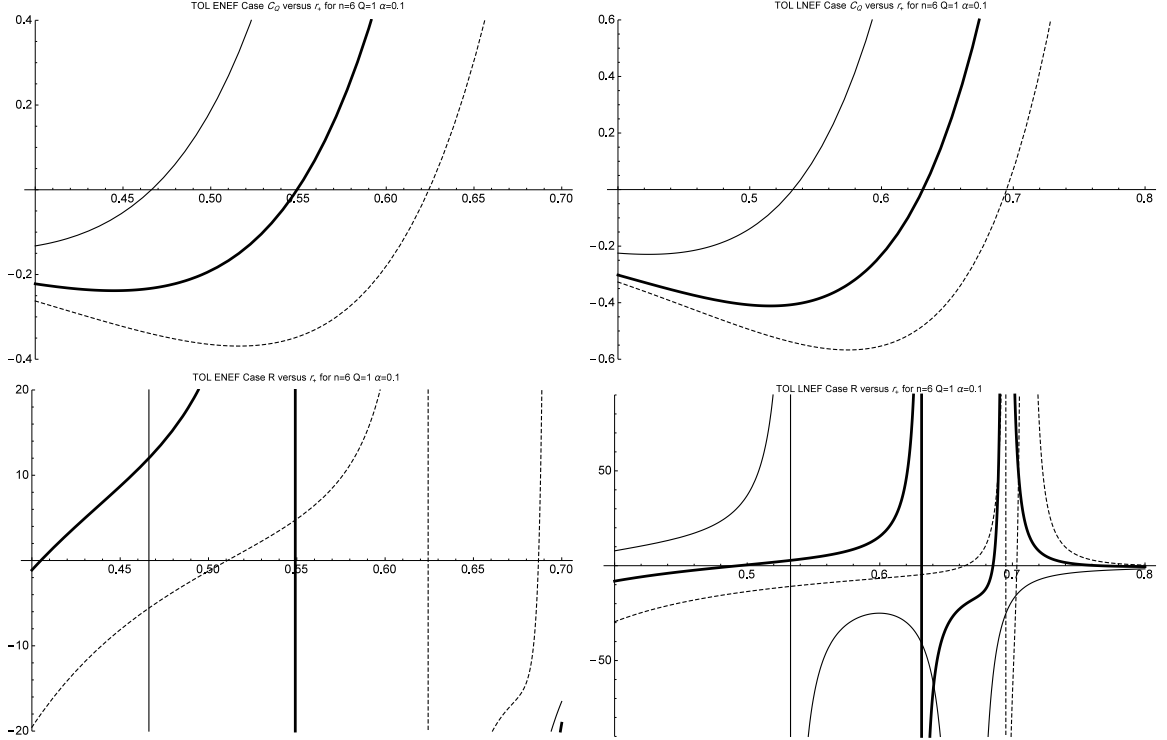 TOL ENEF Case C_Q versus r_+ for n=6 Q=1 α=0.1
0.4
0.2
0.45 0.50 0.55 0.60 0.65 0.70
−0.2
−0.4
TOL LNEF Case C_Q versus r_+ for n=6 Q=1 α=0.1
0.6
0.4
0.2
0.5 0.6 0.7 0.8
−0.2
−0.4
−0.6
TOL ENEF Case R versus r_+ for n=6 Q=1 α=0.1
20
10
0.45 0.50 0.55 0.60 0.65 0.70
−10
−20
TOL LNEF Case R versus r_+ for n=6 Q=1 α=0.1
50
0.5 0.6 0.7 0.8
−50